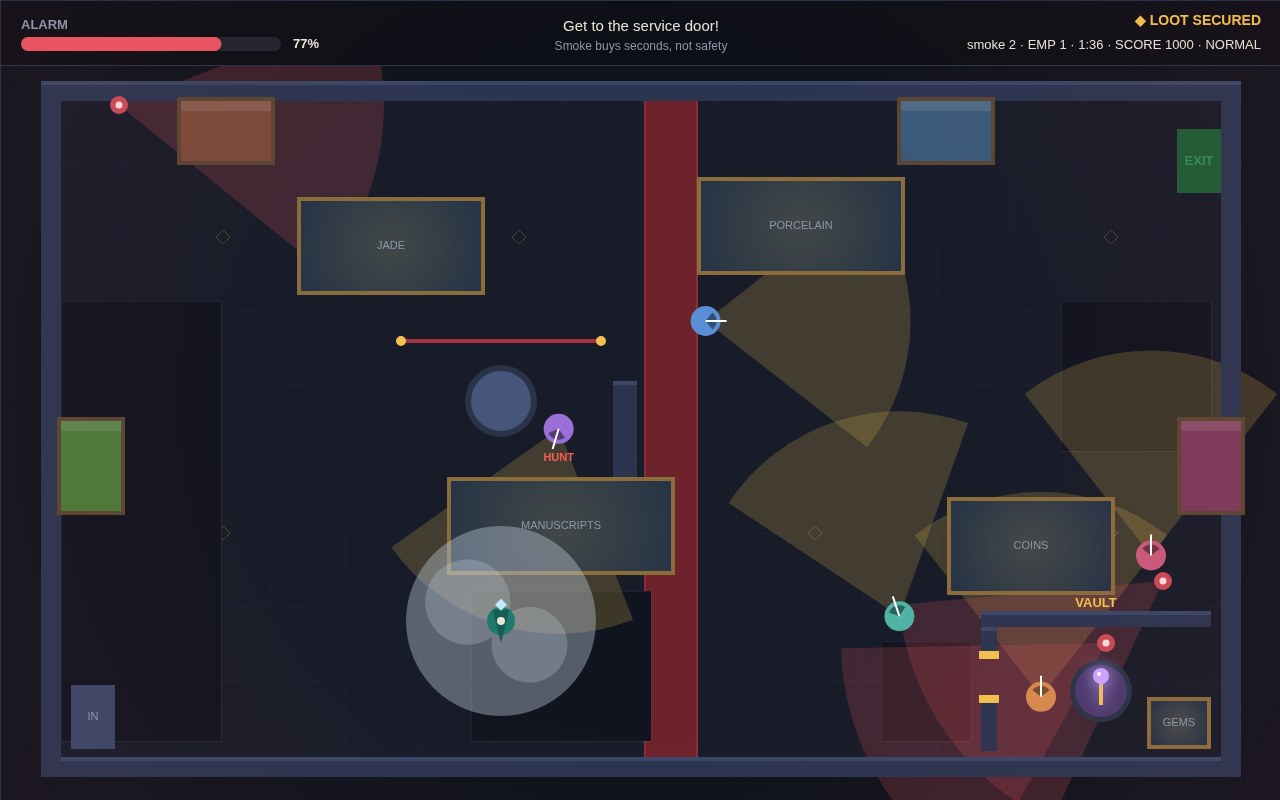 ALARM
77%
Get to the service door!
Smoke buys seconds, not safety
◆ LOOT SECURED
smoke 2 · EMP 1 · 1:36 · SCORE 1000 · NORMAL
EXIT
PORCELAIN
JADE
HUNT
MANUSCRIPTS
COINS
VAULT
IN
GEMS